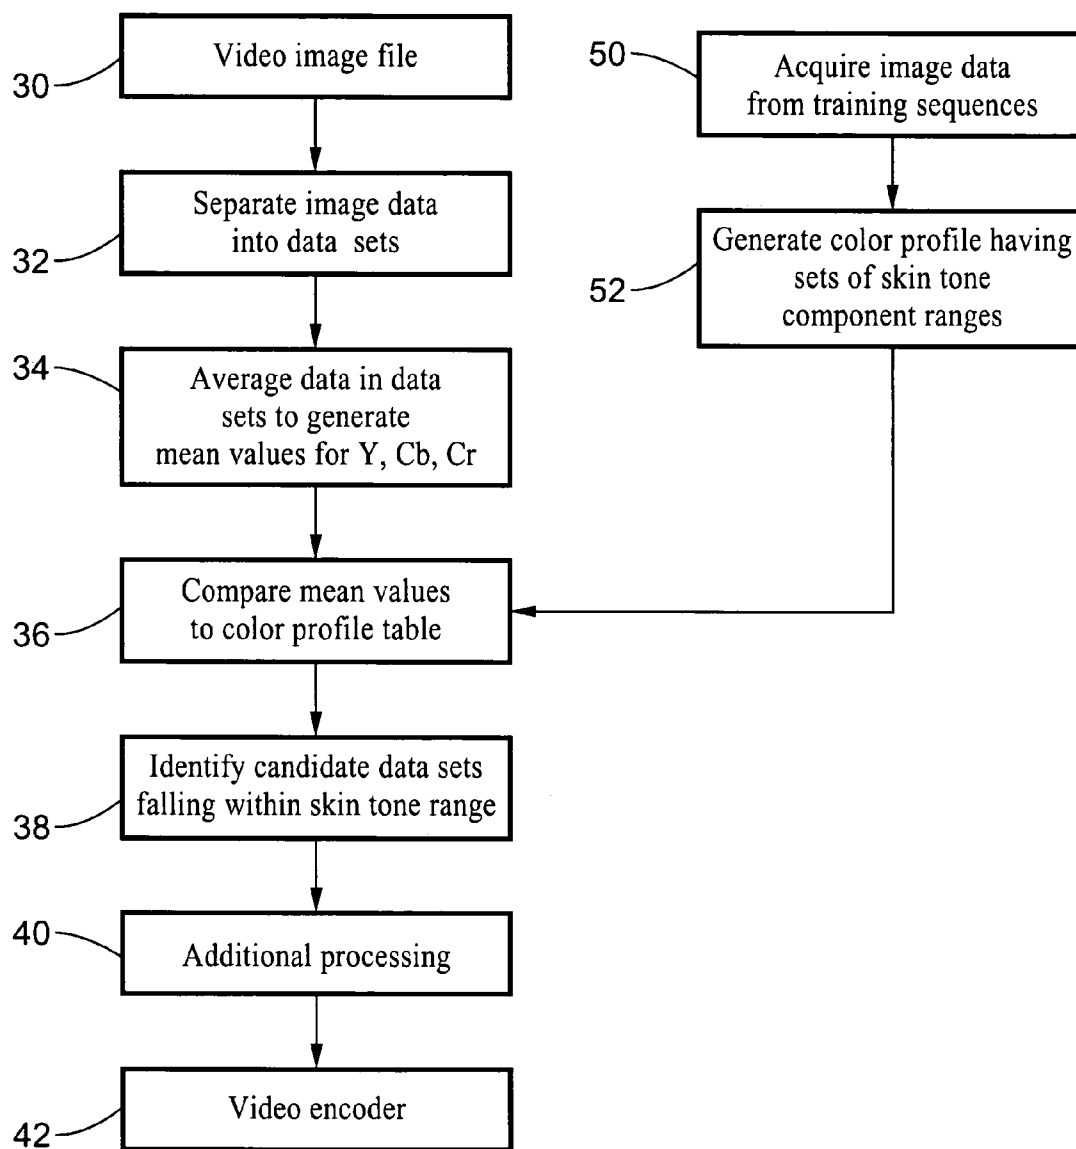 30
Video image file
32
Separate image data
into data sets
34
Average data in data
sets to generate
mean values for Y, Cb, Cr
36
Compare mean values
to color profile table
38
Identify candidate data sets
falling within skin tone range
40
Additional processing
42
Video encoder
50
Acquire image data
from training sequences
52
Generate color profile having
sets of skin tone
component ranges